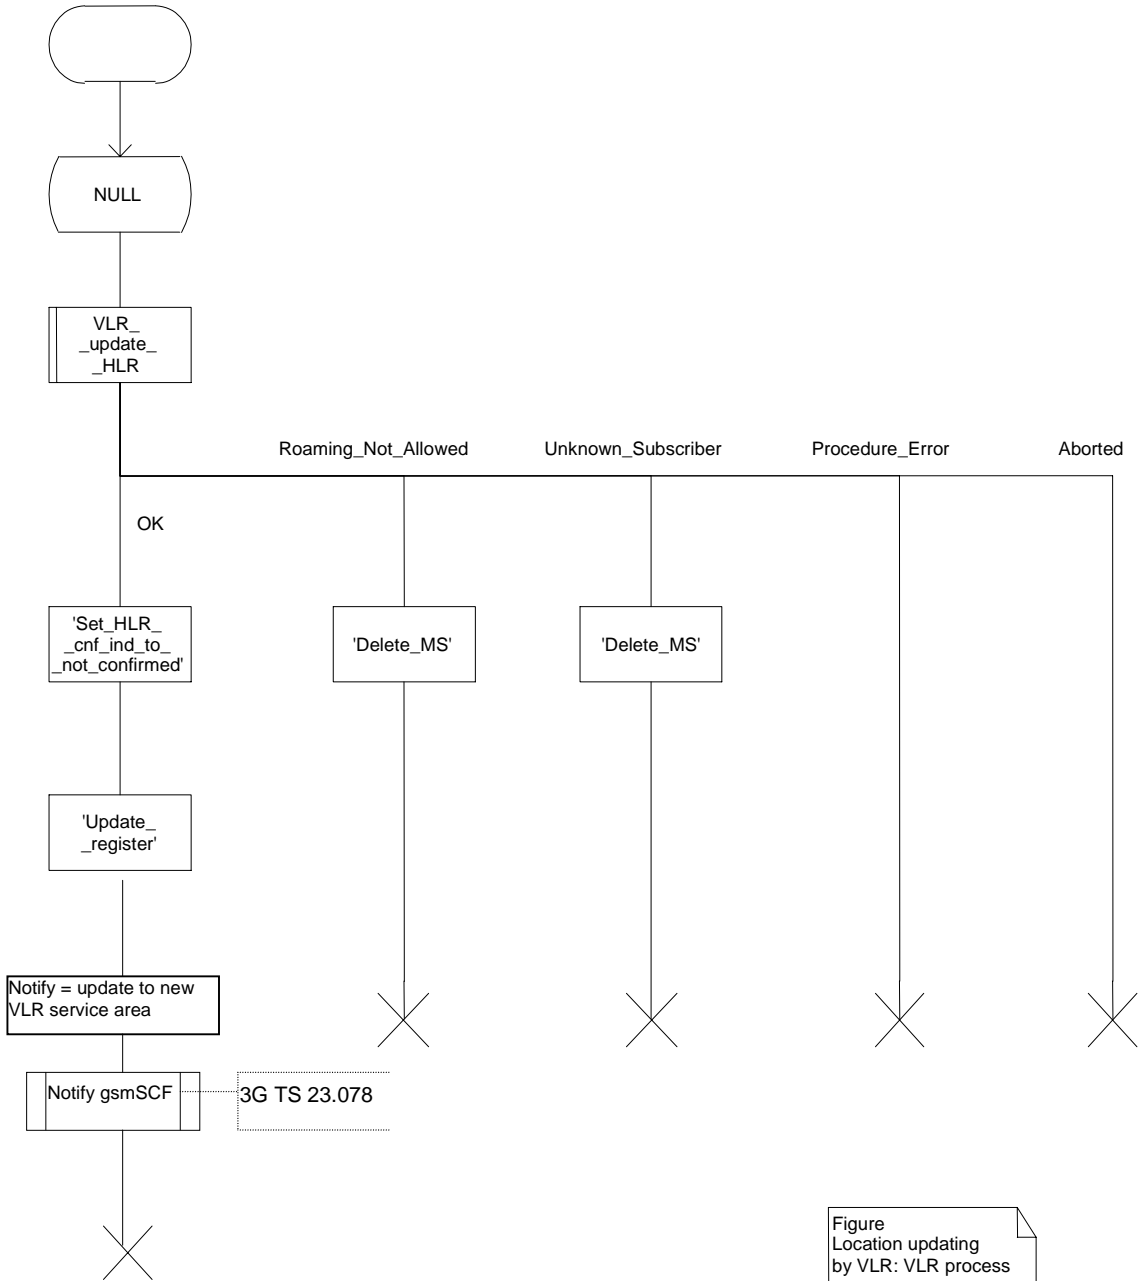 NULL
VLR_
_update_
_HLR
Roaming_Not_Allowed
Unknown_Subscriber
Procedure_Error
Aborted
OK
'Set_HLR_
_cnf_ind_to_
_not_confirmed'
'Delete_MS'
'Delete_MS'
'Update_
_register'
Notify = update to new
VLR service area
Notify gsmSCF
3G TS 23.078
Figure
Location updating
by VLR: VLR process